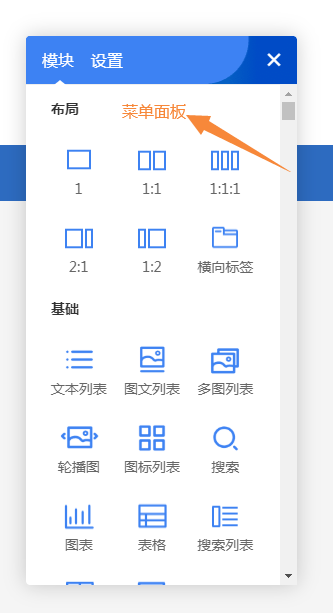 模块 设置
布局 菜单面板
1 1:1 1:1:1
2:1 1:2 横向标签
基础
文本列表 图文列表 多图列表
轮播图 图标列表 搜索
图表 表格 搜索列表